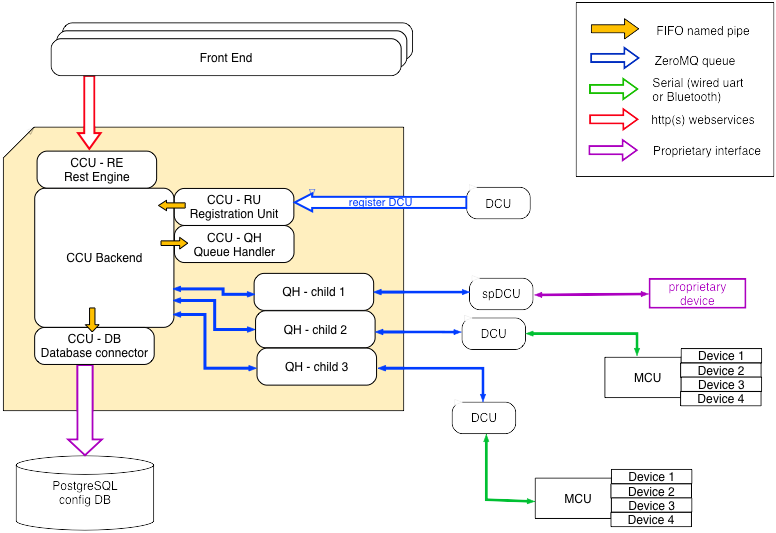 Front End
FIFO named pipe
ZeroMQ queue
Serial (wired uart
or Bluetooth)
http(s) webservices
Proprietary interface
CCU - RE
Rest Engine
CCU - RU
Registration Unit
register DCU
DCU
CCU - QH
Queue Handler
CCU Backend
QH - child 1
spDCU
proprietary
device
QH - child 2
DCU
CCU - DB
Database connector
QH - child 3
MCU
Device 1
Device 2
Device 3
Device 4
DCU
PostgreSQL
config DB
MCU
Device 1
Device 2
Device 3
Device 4